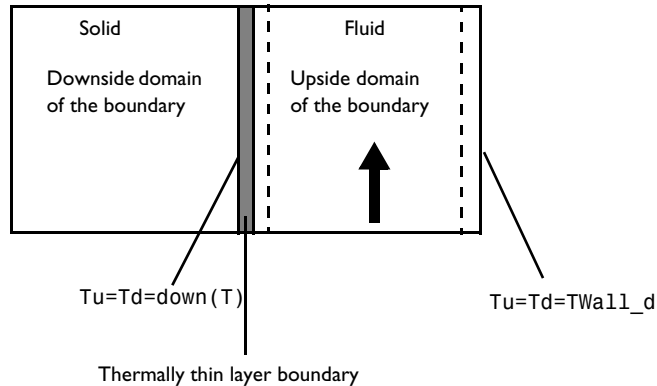 Solid
Fluid
Downside domain
of the boundary
Upside domain
of the boundary
Tu=Td=down(T)
Tu=Td=TWall_d
Thermally thin layer boundary